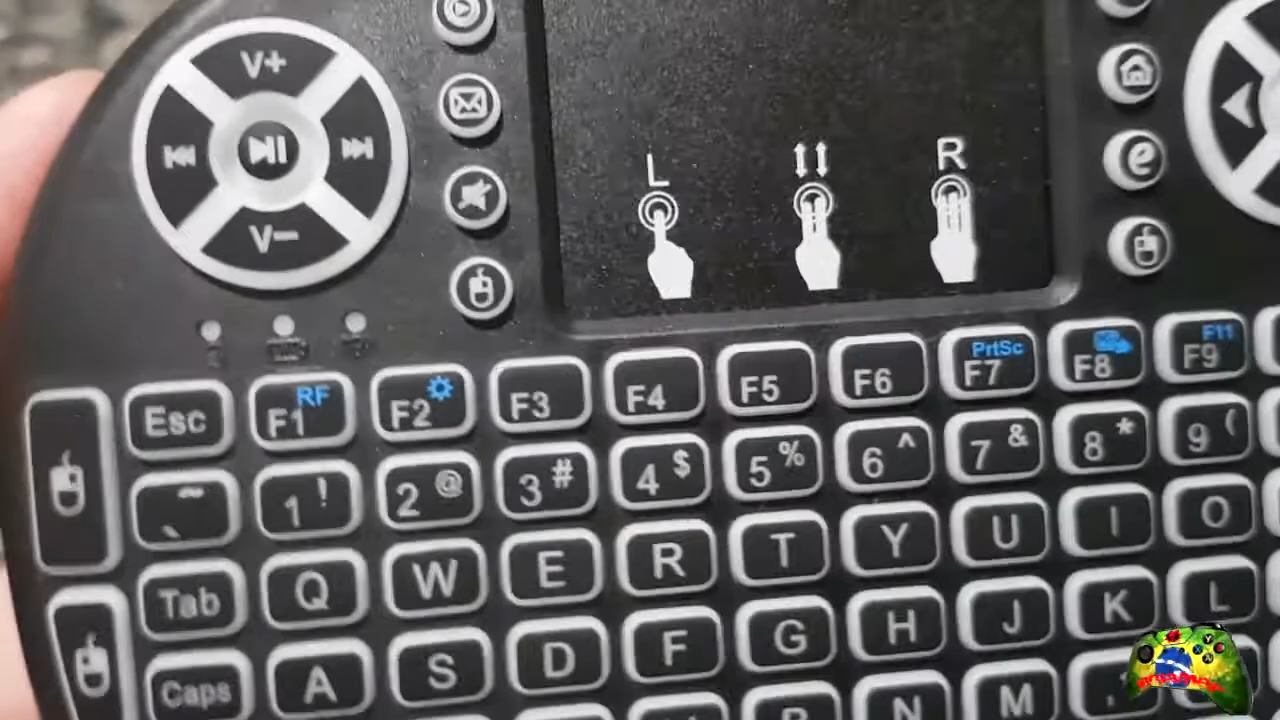 V+
V−
L
R
Esc F1 RF F2 F3 F4 F5 F6 F7 PrtSc F8 F9 F11
` ~ 1 ! 2 @ 3 # 4 $ 5 % 6 ^ 7 & 8 * 9 (
Tab Q W E R T Y U I O
Caps A S D F G H J K L
N M ,